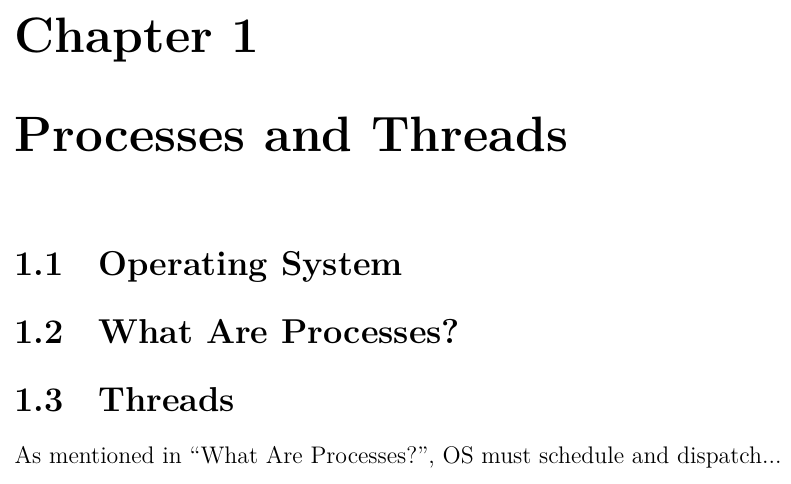 Chapter 1
Processes and Threads
1.1 Operating System
1.2 What Are Processes?
1.3 Threads
As mentioned in “What Are Processes?”, OS must schedule and dispatch...